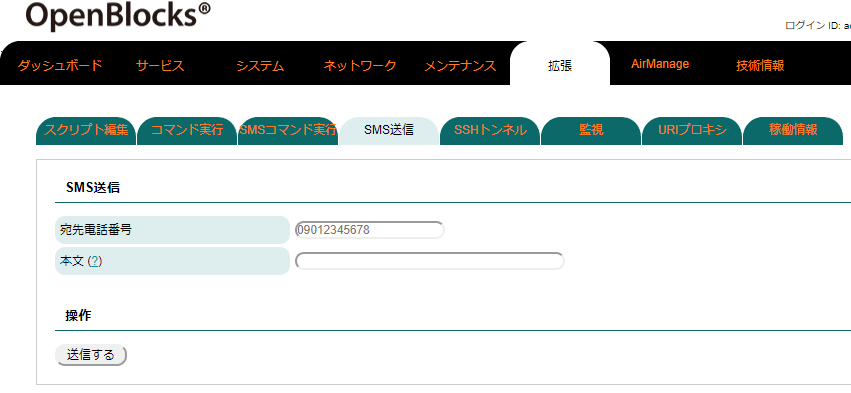 OpenBlocks®
ログイン ID: a
ダッシュボード サービス システム ネットワーク メンテナンス 拡張 AirManage 技術情報
スクリプト編集 コマンド実行 SMSコマンド実行 SMS送信 SSHトンネル 監視 URIプロキシ 稼働情報
SMS送信
宛先電話番号 09012345678
本文 (?)
操作
送信する